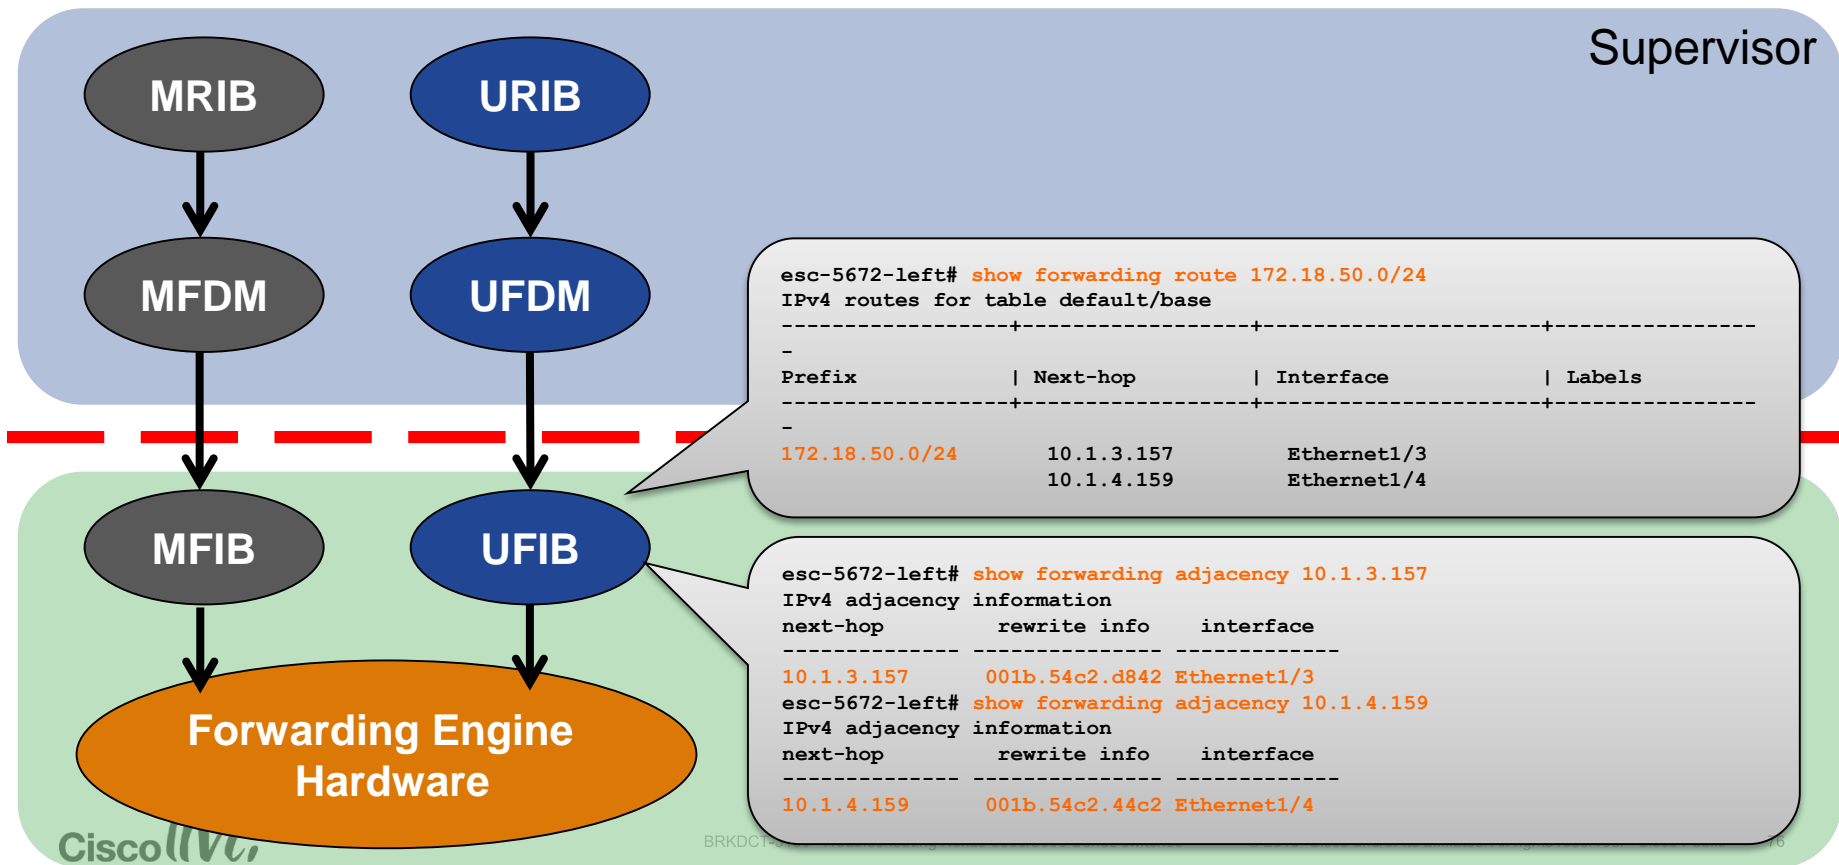 Supervisor
MRIB
URIB
MFDM
UFDM
esc-5672-left# show forwarding route 172.18.50.0/24
IPv4 routes for table default/base
------------------+------------------+----------------------+----------------
-
Prefix | Next-hop | Interface | Labels
------------------+------------------+----------------------+----------------
-
172.18.50.0/24 10.1.3.157 Ethernet1/3
10.1.4.159 Ethernet1/4
MFIB
UFIB
esc-5672-left# show forwarding adjacency 10.1.3.157
IPv4 adjacency information
next-hop rewrite info interface
-------------- --------------- -------------
10.1.3.157 001b.54c2.d842 Ethernet1/3
esc-5672-left# show forwarding adjacency 10.1.4.159
IPv4 adjacency information
next-hop rewrite info interface
-------------- --------------- -------------
10.1.4.159 001b.54c2.44c2 Ethernet1/4
Forwarding Engine
Hardware
Cisco live!
BRKDCT-
76